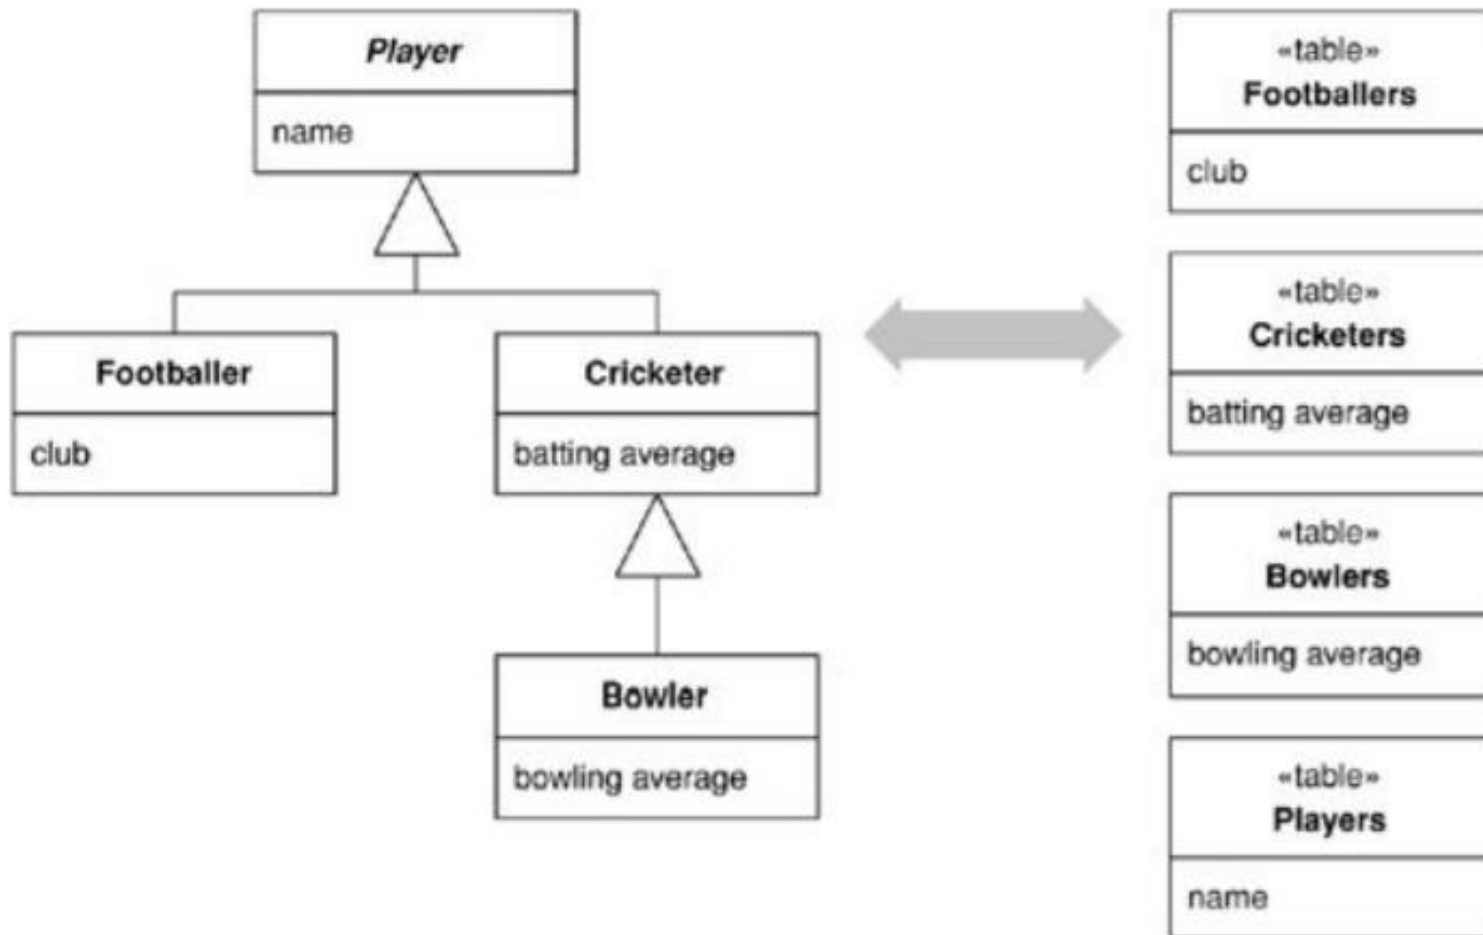 Player
name
Footballer
club
Cricketer
batting average
Bowler
bowling average
«table»
Footballers
club
«table»
Cricketers
batting average
«table»
Bowlers
bowling average
«table»
Players
name